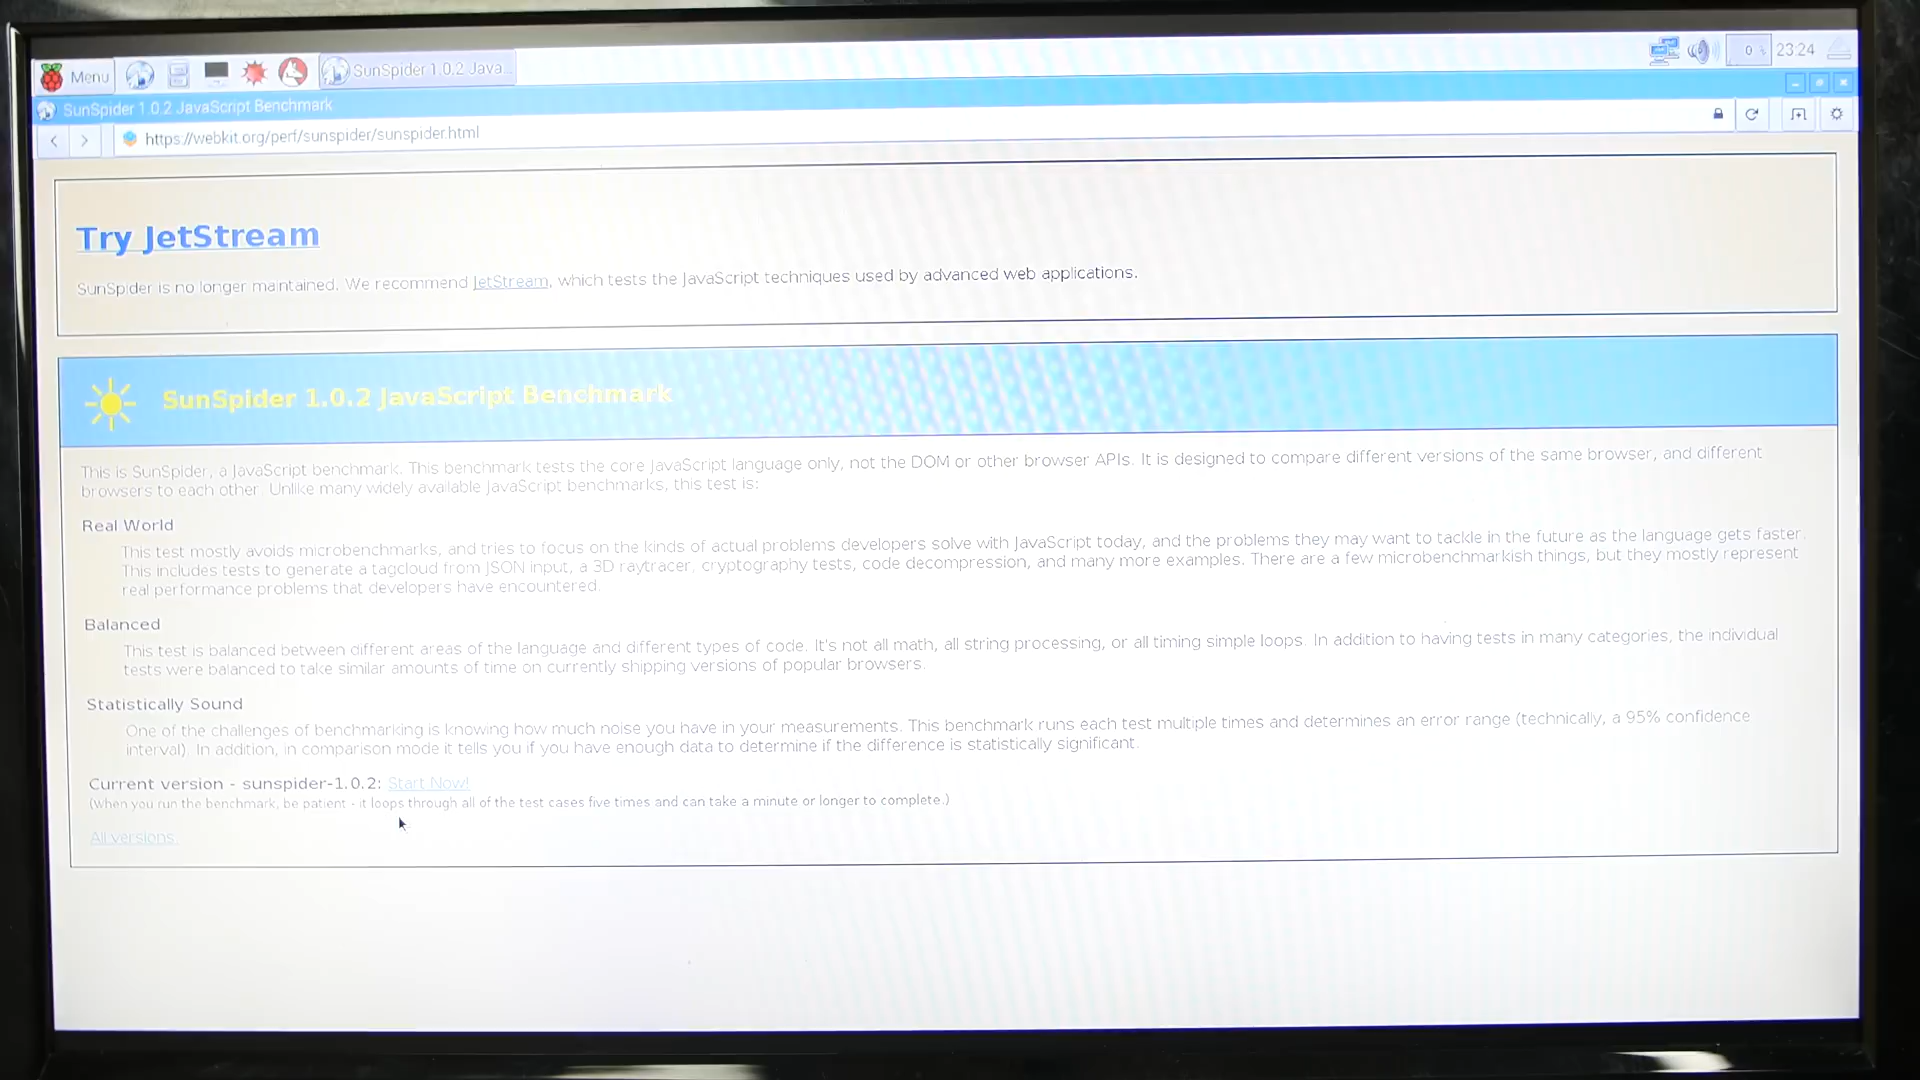 Menu
SunSpider 1.0.2 Java...
0 %
23:24
SunSpider 1.0.2 JavaScript Benchmark
https://webkit.org/perf/sunspider/sunspider.html
Try JetStream
SunSpider is no longer maintained. We recommend JetStream, which tests the JavaScript techniques used by advanced web applications.
SunSpider 1.0.2 JavaScript Benchmark
This is SunSpider, a JavaScript benchmark. This benchmark tests the core JavaScript language only, not the DOM or other browser APIs. It is designed to compare different versions of the same browser, and different
browsers to each other. Unlike many widely available JavaScript benchmarks, this test is:
Real World
This test mostly avoids microbenchmarks, and tries to focus on the kinds of actual problems developers solve with JavaScript today, and the problems they may want to tackle in the future as the language gets faster.
This includes tests to generate a tagcloud from JSON input, a 3D raytracer, cryptography tests, code decompression, and many more examples. There are a few microbenchmarkish things, but they mostly represent
real performance problems that developers have encountered.
Balanced
This test is balanced between different areas of the language and different types of code. It's not all math, all string processing, or all timing simple loops. In addition to having tests in many categories, the individual
tests were balanced to take similar amounts of time on currently shipping versions of popular browsers.
Statistically Sound
One of the challenges of benchmarking is knowing how much noise you have in your measurements. This benchmark runs each test multiple times and determines an error range (technically, a 95% confidence
interval). In addition, in comparison mode it tells you if you have enough data to determine if the difference is statistically significant.
Current version - sunspider-1.0.2: Start Now!
(When you run the benchmark, be patient - it loops through all of the test cases five times and can take a minute or longer to complete.)
All versions.